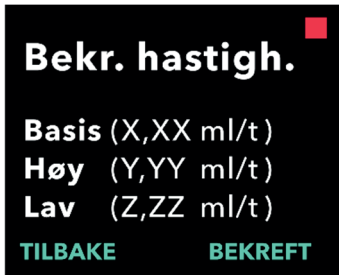 Bekr. hastigh.
Basis (X,XX ml/t)
Høy (Y,YY ml/t)
Lav (Z,ZZ ml/t)
TILBAKE BEKREFT